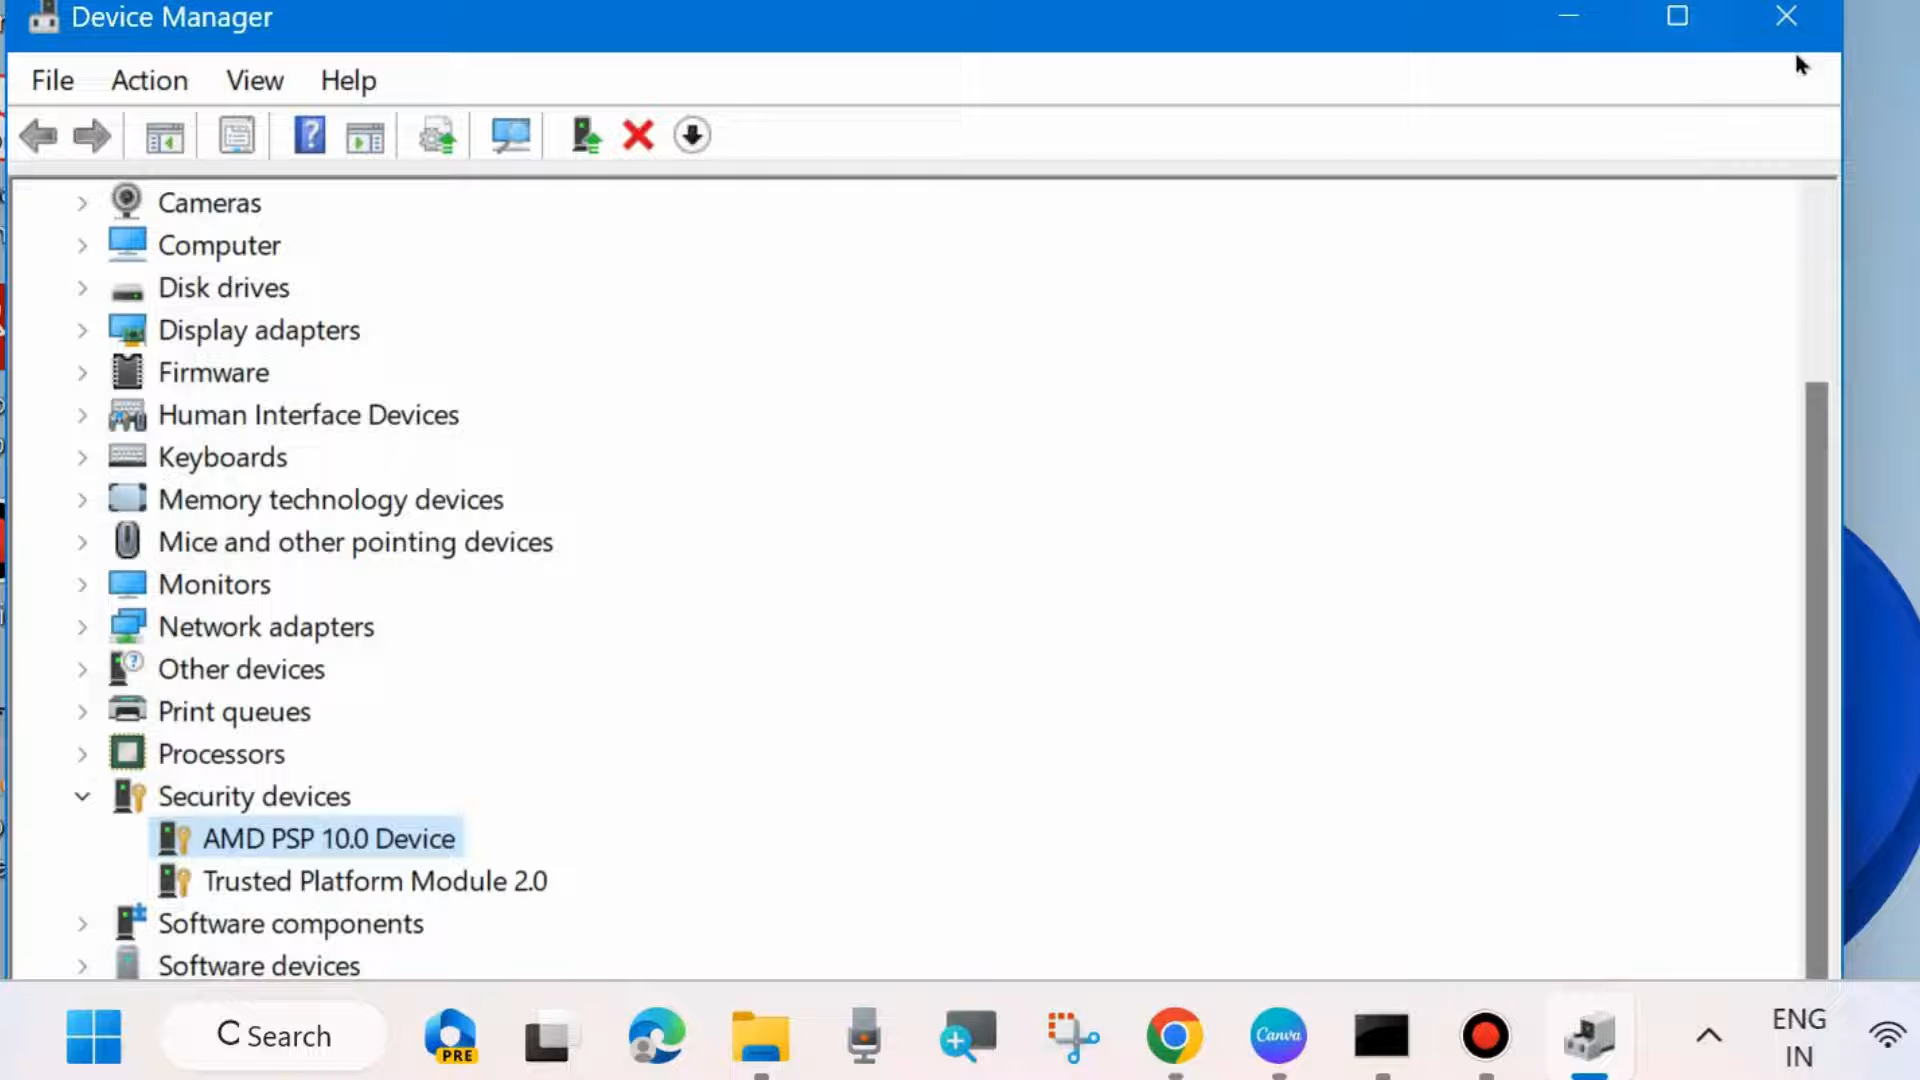 Device Manager
File Action View Help
Cameras
Computer
Disk drives
Display adapters
Firmware
Human Interface Devices
Keyboards
Memory technology devices
Mice and other pointing devices
Monitors
Network adapters
Other devices
Print queues
Processors
Security devices
AMD PSP 10.0 Device
Trusted Platform Module 2.0
Software components
Software devices
Search
PRE
Canva
ENG
IN